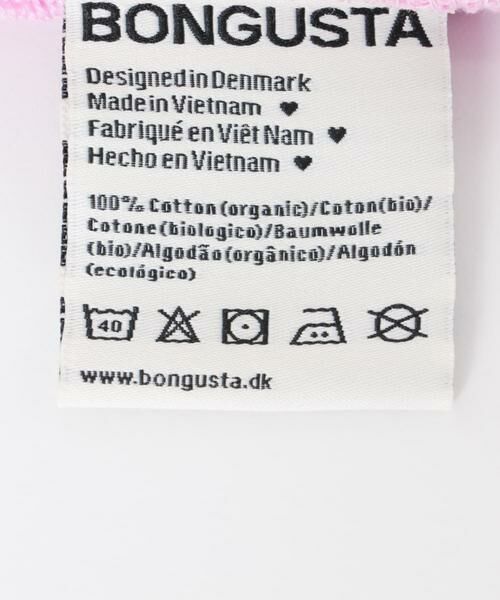 BONGUSTA
Designed in Denmark
Made in Vietnam ♥
Fabriqué en Viêt Nam ♥
Hecho en Vietnam ♥
100% Cotton (organic)/Coton(bio)/
Cotone (biologico)/Baumwolle
(bio)/Algodão (orgânico)/Algodón
(ecológico)
40
www.bongusta.dk